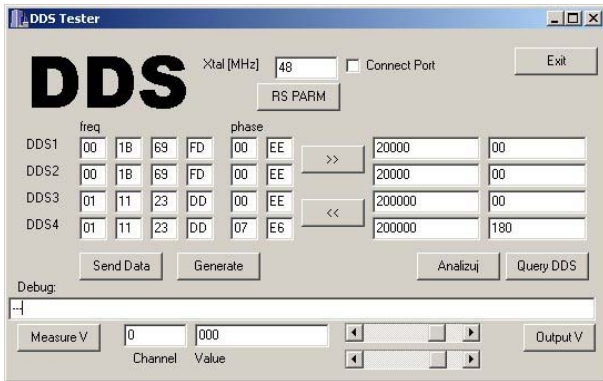 DDS Tester
DDS
Xtal [MHz] 48 Connect Port Exit
RS PARM
freq phase
DDS1 00 1B 69 FD 00 EE >> 20000 00
DDS2 00 1B 69 FD 00 EE 20000 00
DDS3 01 11 23 DD 00 EE << 200000 00
DDS4 01 11 23 DD 07 E6 200000 180
Send Data Generate Analizuj Query DDS
Debug:
---
Measure V 0 000 Output V
Channel Value